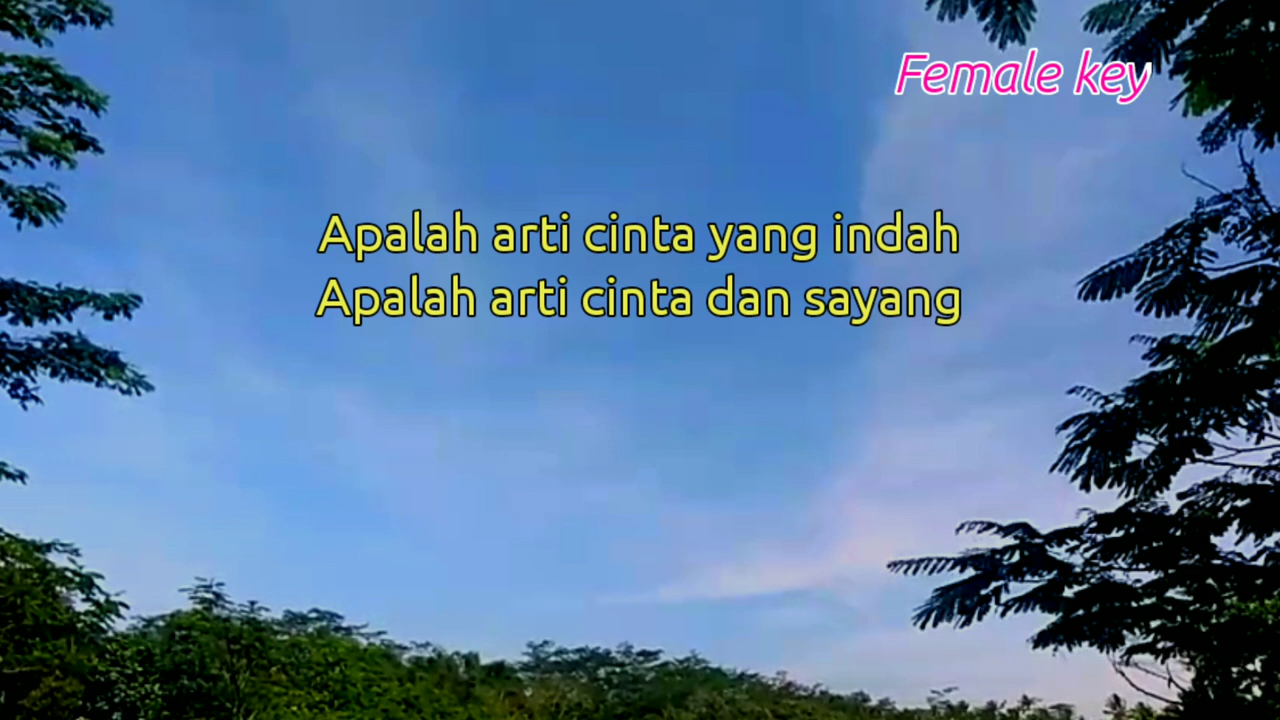 Female key
Apalah arti cinta yang indah
Apalah arti cinta dan sayang